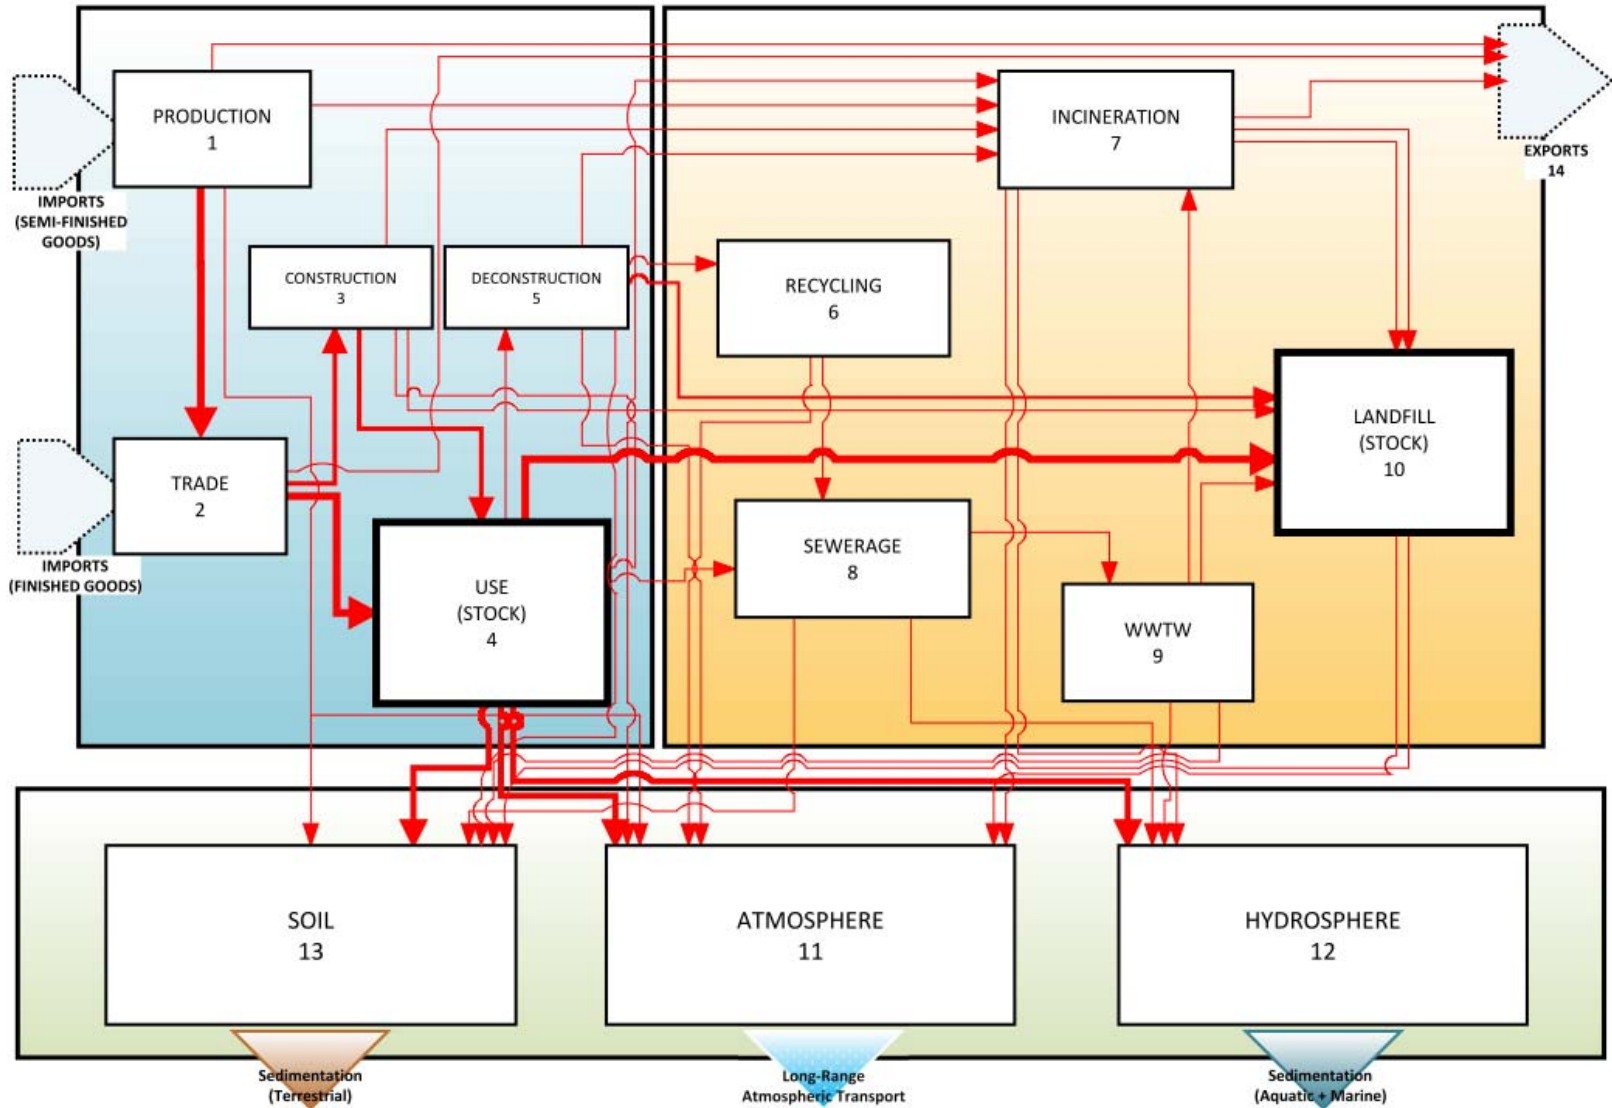 PRODUCTION
1
INCINERATION
7
EXPORTS
14
IMPORTS
(SEMI-FINISHED
GOODS)
CONSTRUCTION
3
DECONSTRUCTION
5
RECYCLING
6
LANDFILL
(STOCK)
10
TRADE
2
IMPORTS
(FINISHED GOODS)
USE
(STOCK)
4
SEWERAGE
8
WWTW
9
SOIL
13
ATMOSPHERE
11
HYDROSPHERE
12
Sedimentation
(Terrestrial)
Long-Range
Atmospheric Transport
Sedimentation
(Aquatic + Marine)